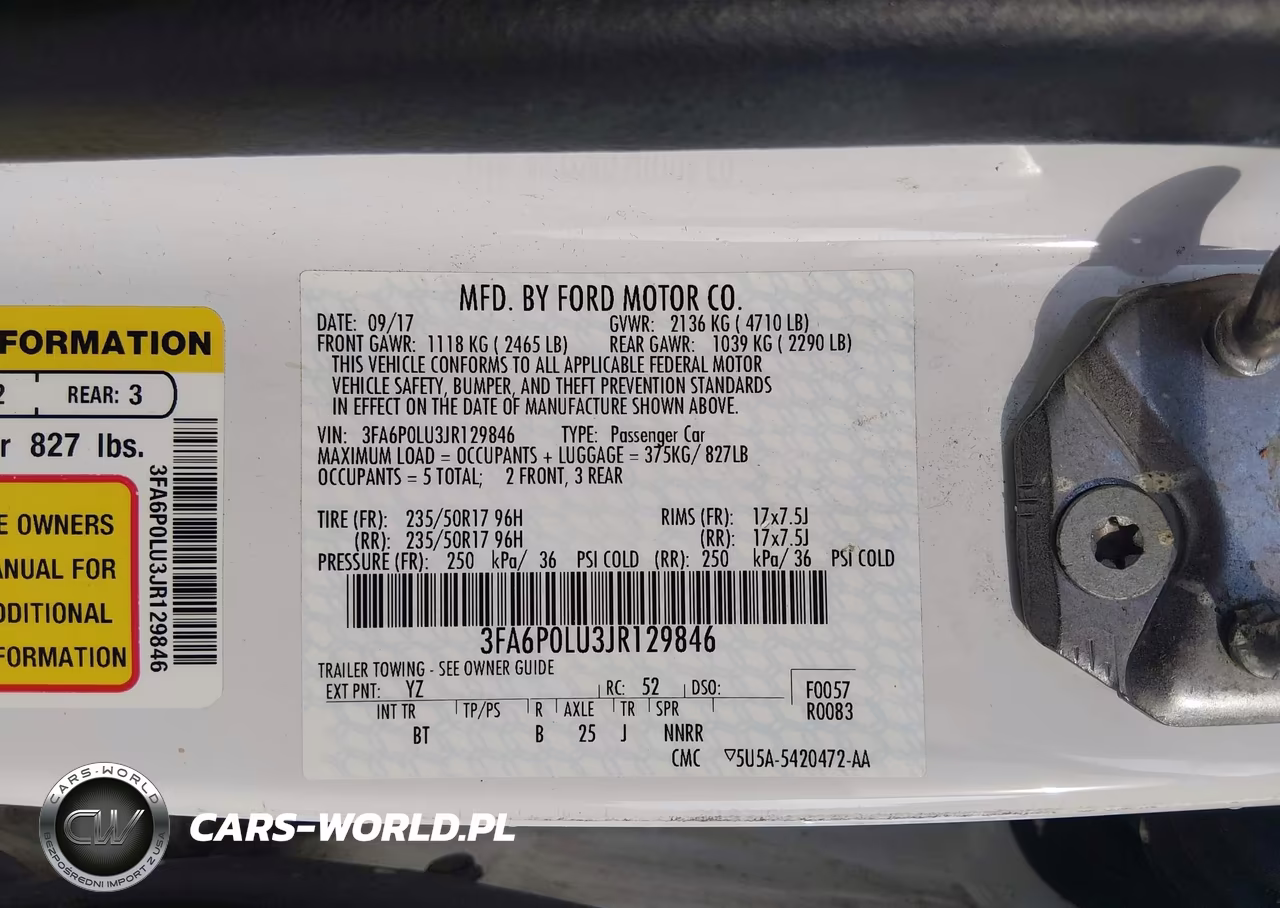 FORMATION
2 REAR: 3
r 827 lbs.
E OWNERS
ANUAL FOR
DDITIONAL
FORMATION
3FA6P0LU3JR129846
MFD. BY FORD MOTOR CO.
DATE: 09/17 GVWR: 2136 KG ( 4710 LB)
FRONT GAWR: 1118 KG ( 2465 LB) REAR GAWR: 1039 KG ( 2290 LB)
THIS VEHICLE CONFORMS TO ALL APPLICABLE FEDERAL MOTOR
VEHICLE SAFETY, BUMPER, AND THEFT PREVENTION STANDARDS
IN EFFECT ON THE DATE OF MANUFACTURE SHOWN ABOVE.
VIN: 3FA6P0LU3JR129846 TYPE: Passenger Car
MAXIMUM LOAD = OCCUPANTS + LUGGAGE = 375KG/ 827LB
OCCUPANTS = 5 TOTAL; 2 FRONT, 3 REAR
TIRE (FR): 235/50R17 96H RIMS (FR): 17x7.5J
(RR): 235/50R17 96H (RR): 17x7.5J
PRESSURE (FR): 250 kPa/ 36 PSI COLD (RR): 250 kPa/ 36 PSI COLD
3FA6P0LU3JR129846
TRAILER TOWING - SEE OWNER GUIDE
EXT PNT: YZ RC: 52 DSO: F0057
INT TR TP/PS R AXLE TR SPR R0083
BT B 25 J NNRR
CMC ▽5U5A-5420472-AA
CARS-WORLD
CW
BEZPOŚREDNI IMPORT Z USA
CARS-WORLD.PL